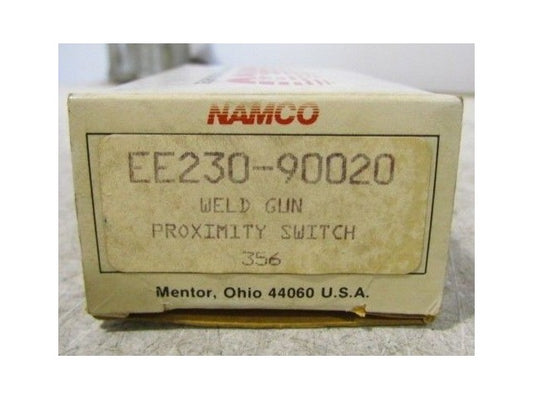 NAMCO
EE230-90020
WELD GUN
PROXIMITY SWITCH
356
Mentor, Ohio 44060 U.S.A.